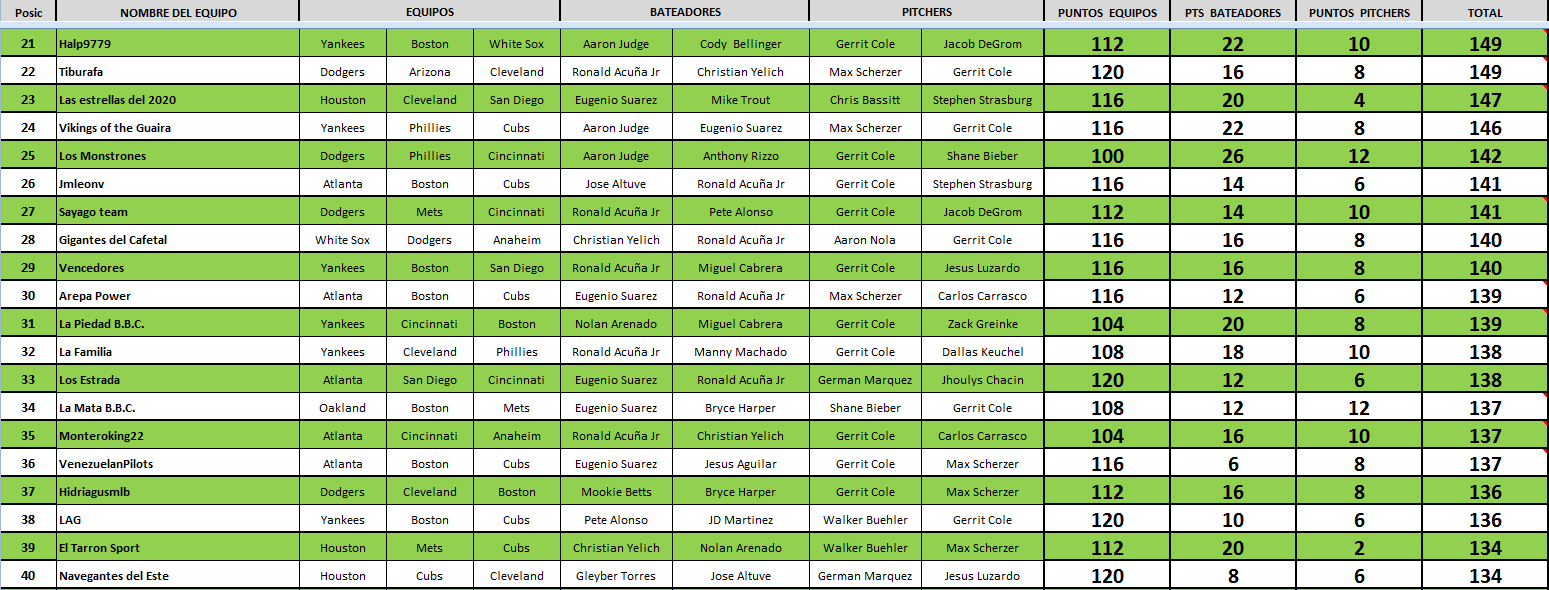 Posic NOMBRE DEL EQUIPO EQUIPOS BATEADORES PITCHERS PUNTOS EQUIPOS PTS BATEADORES PUNTOS PITCHERS TOTAL
21 Halp9779 Yankees Boston White Sox Aaron Judge Cody Bellinger Gerrit Cole Jacob DeGrom 112 22 10 149
22 Tiburafa Dodgers Arizona Cleveland Ronald Acuña Jr Christian Yelich Max Scherzer Gerrit Cole 120 16 8 149
23 Las estrellas del 2020 Houston Cleveland San Diego Eugenio Suarez Mike Trout Chris Bassitt Stephen Strasburg 116 20 4 147
24 Vikings of the Guaira Yankees Phillies Cubs Aaron Judge Eugenio Suarez Max Scherzer Gerrit Cole 116 22 8 146
25 Los Monstrones Dodgers Phillies Cincinnati Aaron Judge Anthony Rizzo Gerrit Cole Shane Bieber 100 26 12 142
26 Jmleonv Atlanta Boston Cubs Jose Altuve Ronald Acuña Jr Gerrit Cole Stephen Strasburg 116 14 6 141
27 Sayago team Dodgers Mets Cincinnati Ronald Acuña Jr Pete Alonso Gerrit Cole Jacob DeGrom 112 14 10 141
28 Gigantes del Cafetal White Sox Dodgers Anaheim Christian Yelich Ronald Acuña Jr Aaron Nola Gerrit Cole 116 16 8 140
29 Vencedores Yankees Boston San Diego Ronald Acuña Jr Miguel Cabrera Gerrit Cole Jesus Luzardo 116 16 8 140
30 Arepa Power Atlanta Boston Cubs Eugenio Suarez Ronald Acuña Jr Max Scherzer Carlos Carrasco 116 12 6 139
31 La Piedad B.B.C. Yankees Cincinnati Boston Nolan Arenado Miguel Cabrera Gerrit Cole Zack Greinke 104 20 8 139
32 La Familia Yankees Cleveland Phillies Ronald Acuña Jr Manny Machado Gerrit Cole Dallas Keuchel 108 18 10 138
33 Los Estrada Atlanta San Diego Cincinnati Eugenio Suarez Ronald Acuña Jr German Marquez Jhoulys Chacin 120 12 6 138
34 La Mata B.B.C. Oakland Boston Mets Eugenio Suarez Bryce Harper Shane Bieber Gerrit Cole 108 12 12 137
35 Monteroking22 Atlanta Cincinnati Anaheim Ronald Acuña Jr Christian Yelich Gerrit Cole Carlos Carrasco 104 16 10 137
36 VenezuelanPilots Atlanta Boston Cubs Eugenio Suarez Jesus Aguilar Gerrit Cole Max Scherzer 116 6 8 137
37 Hidriagusmlb Dodgers Cleveland Boston Mookie Betts Bryce Harper Gerrit Cole Max Scherzer 112 16 8 136
38 LAG Yankees Boston Cubs Pete Alonso JD Martinez Walker Buehler Gerrit Cole 120 10 6 136
39 El Tarron Sport Houston Mets Cubs Christian Yelich Nolan Arenado Walker Buehler Max Scherzer 112 20 2 134
40 Navegantes del Este Houston Cubs Cleveland Gleyber Torres Jose Altuve German Marquez Jesus Luzardo 120 8 6 134